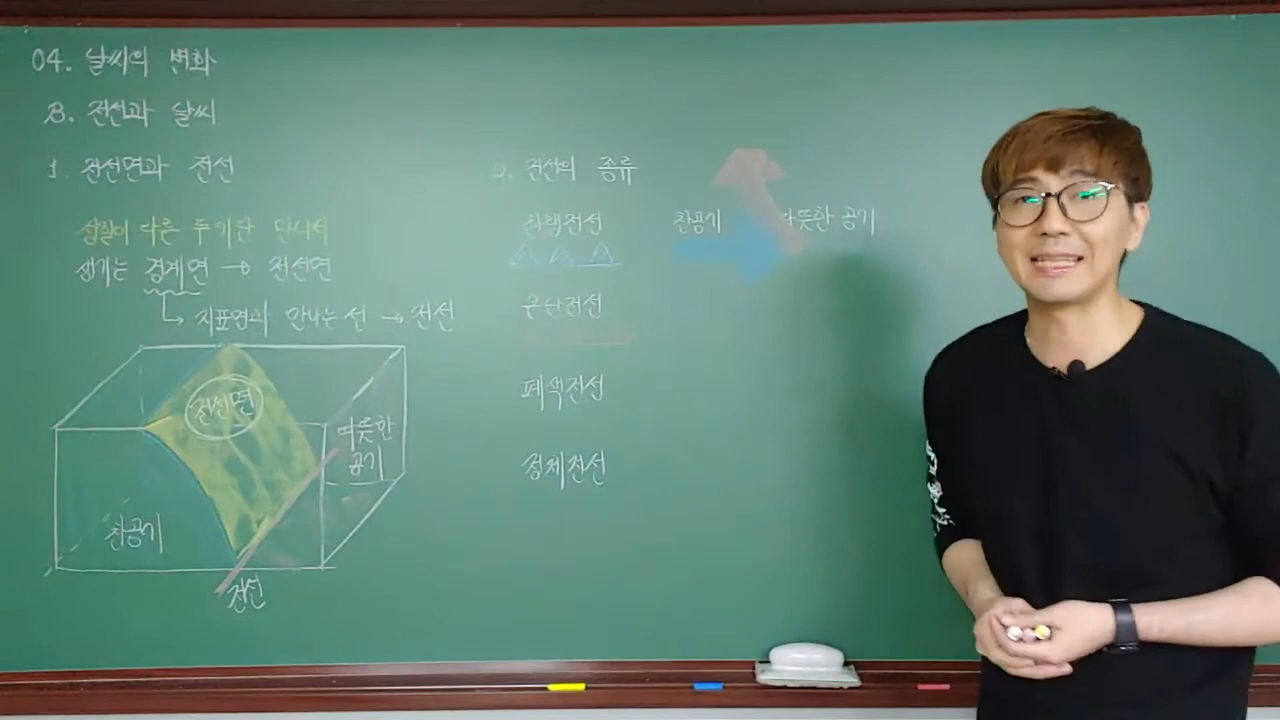 04. 날씨의 변화
B. 전선과 날씨
1. 전선면과 전선
성질이 다른 두 기단 만나서
생기는 경계면 → 전선면
지표면과 만나는 선 → 전선
전선면
따뜻한
공기
찬공기
전선
2. 전선의 종류
한랭전선
찬공기 따뜻한 공기
온난전선
폐색전선
정체전선